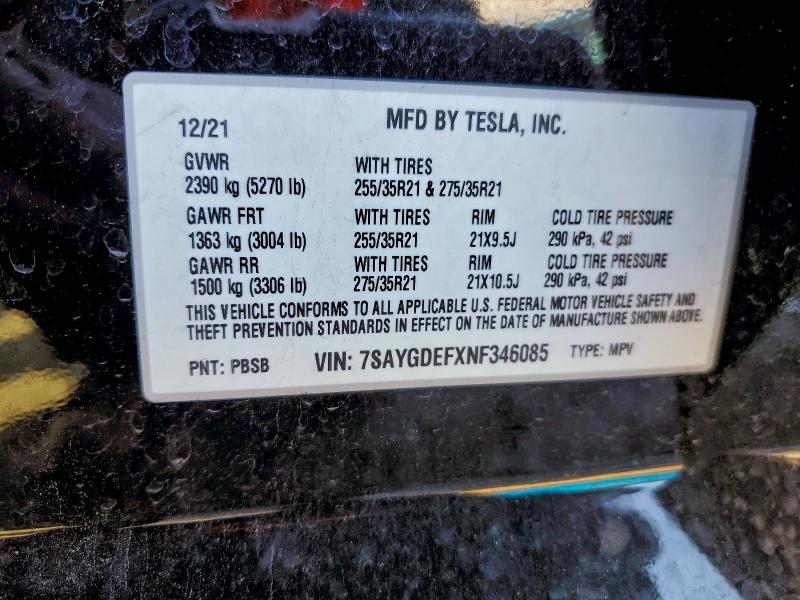 12/21 MFD BY TESLA, INC.
GVWR WITH TIRES
2390 kg (5270 lb) 255/35R21 & 275/35R21
GAWR FRT WITH TIRES RIM COLD TIRE PRESSURE
1363 kg (3004 lb) 255/35R21 21X9.5J 290 kPa, 42 psi
GAWR RR WITH TIRES RIM COLD TIRE PRESSURE
1500 kg (3306 lb) 275/35R21 21X10.5J 290 kPa, 42 psi
THIS VEHICLE CONFORMS TO ALL APPLICABLE U.S. FEDERAL MOTOR VEHICLE SAFETY AND
THEFT PREVENTION STANDARDS IN EFFECT ON THE DATE OF MANUFACTURE SHOWN ABOVE.
PNT: PBSB VIN: 7SAYGDEFXNF346085 TYPE: MPV